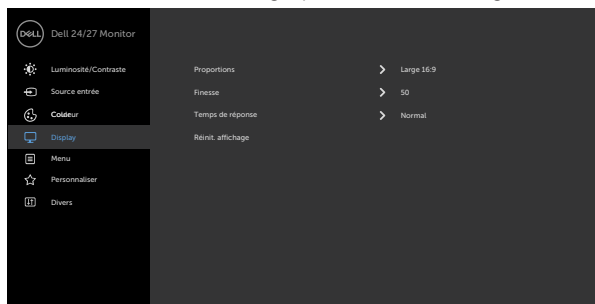 DELL Dell 24/27 Monitor
Luminosité/Contraste
Proportions Large 16:9
Source entrée
Finesse 50
Temps de réponse Normal
Display
Réinit. affichage
Menu
Personnaliser
Divers